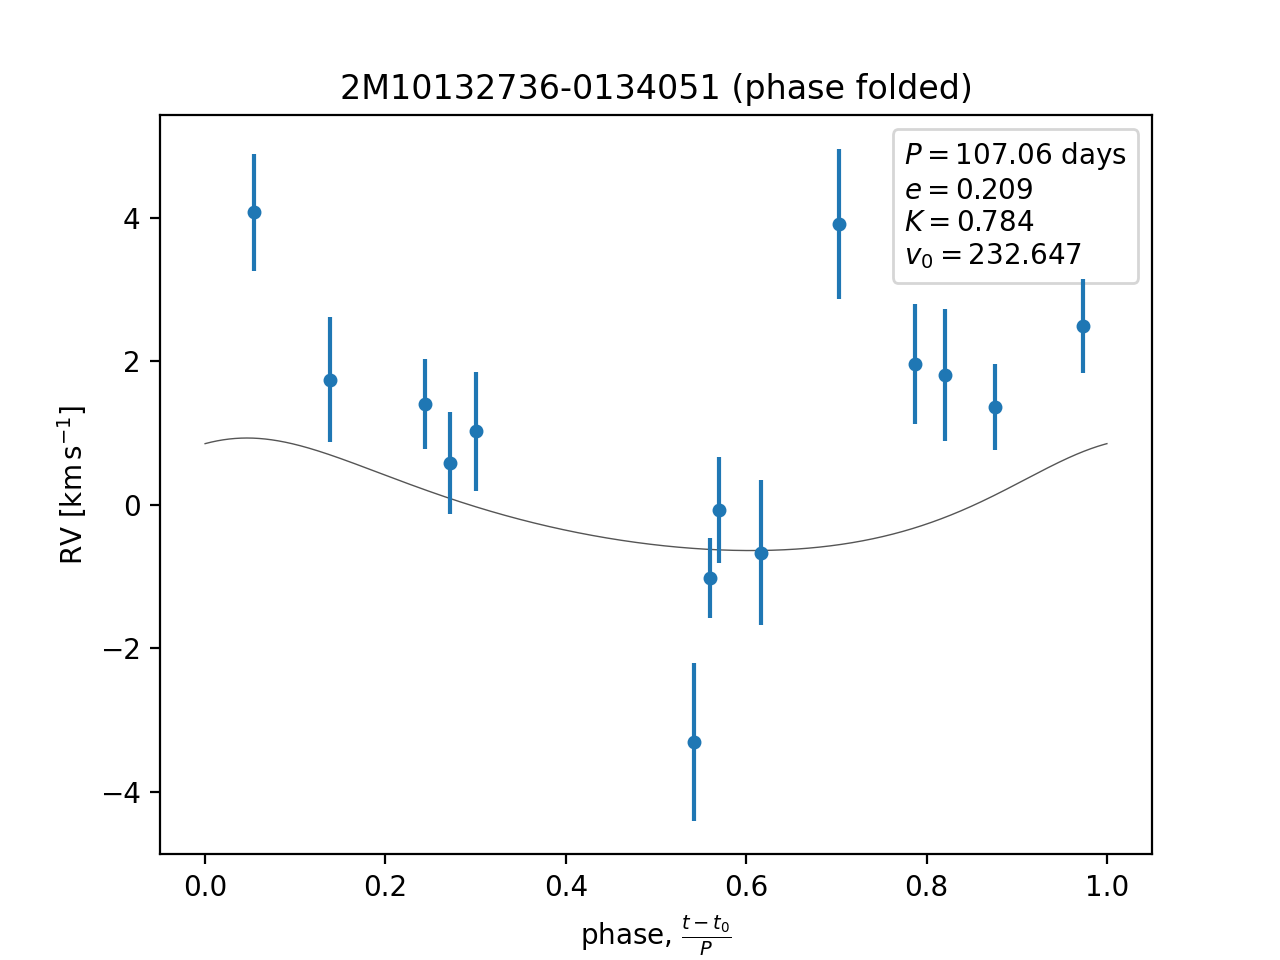 2M10132736-0134051 (phase folded)
P = 107.06 days
e = 0.209
K = 0.784
v₀ = 232.647
RV [km s⁻¹]
4
2
0
−2
−4
0.0 0.2 0.4 0.6 0.8 1.0
phase, (t − t₀)/P